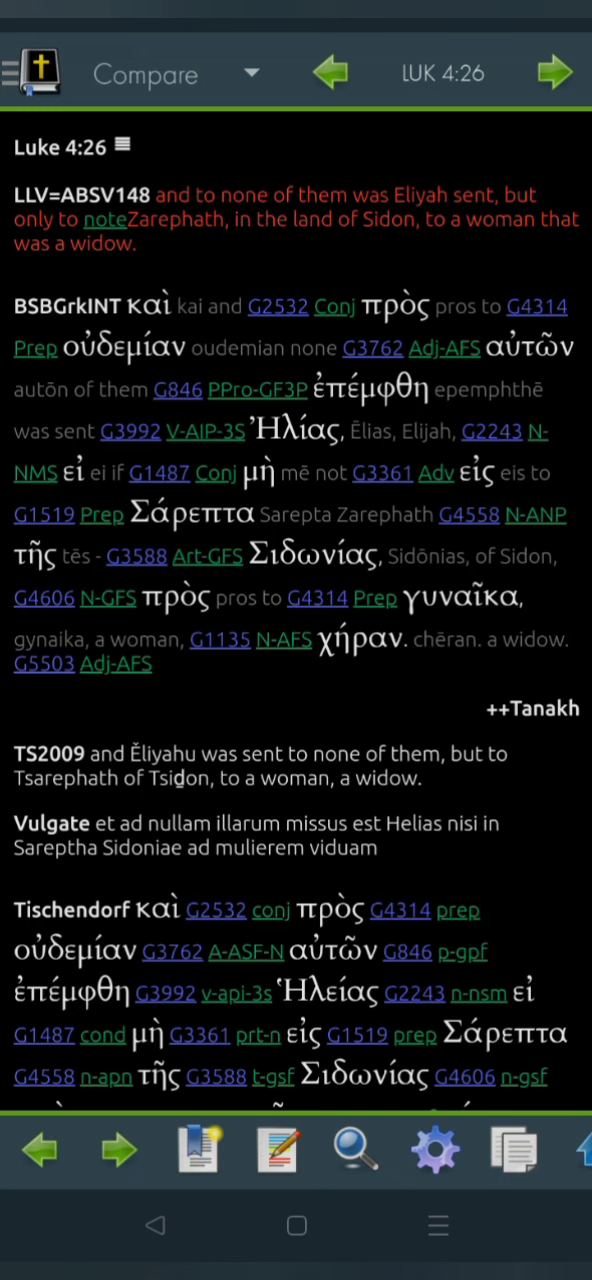 Compare
LUK 4:26
Luke 4:26
LLV=ABSV148 and to none of them was Eliyah sent, but
only to noteZarephath, in the land of Sidon, to a woman that
was a widow.
BSBGrkINT καὶ kai and G2532 Conj πρὸς pros to G4314
Prep οὐδεμίαν oudemian none G3762 Adj-AFS αὐτῶν
autōn of them G846 PPro-GF3P ἐπέμφθη epemphthē
was sent G3992 V-AIP-3S Ἠλίας, Ēlias, Elijah, G2243 N-
NMS εἰ ei if G1487 Conj μὴ mē not G3361 Adv εἰς eis to
G1519 Prep Σάρεπτα Sarepta Zarephath G4558 N-ANP
τῆς tēs - G3588 Art-GFS Σιδωνίας, Sidōnias, of Sidon,
G4606 N-GFS πρὸς pros to G4314 Prep γυναῖκα,
gynaika, a woman, G1135 N-AFS χήραν. chēran. a widow.
G5503 Adj-AFS
++Tanakh
TS2009 and Ěliyahu was sent to none of them, but to
Tsarephath of Tsiḏon, to a woman, a widow.
Vulgate et ad nullam illarum missus est Helias nisi in
Sareptha Sidoniae ad mulierem viduam
Tischendorf καὶ G2532 conj πρὸς G4314 prep
οὐδεμίαν G3762 A-ASF-N αὐτῶν G846 p-gpf
ἐπέμφθη G3992 v-api-3s Ἡλείας G2243 n-nsm εἰ
G1487 cond μὴ G3361 prt-n εἰς G1519 prep Σάρεπτα
G4558 n-apn τῆς G3588 t-gsf Σιδωνίας G4606 n-gsf